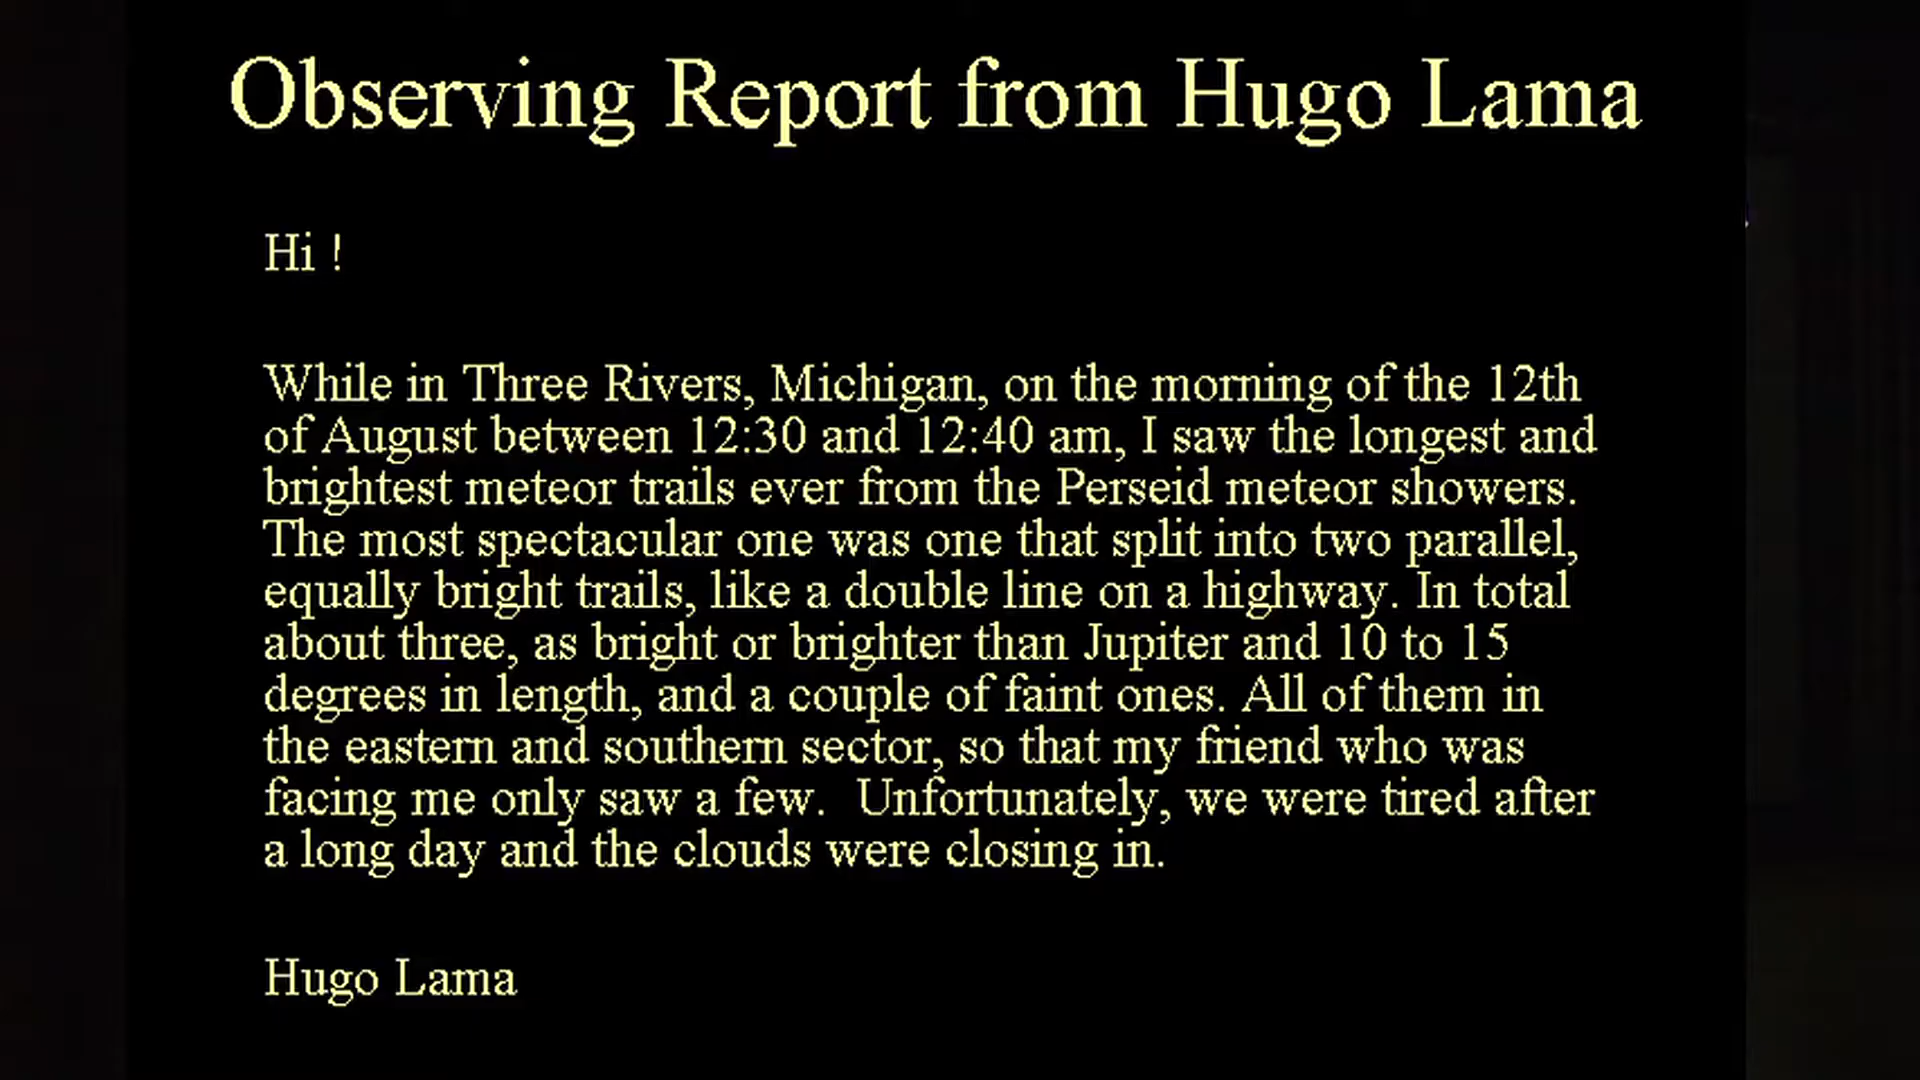 Observing Report from Hugo Lama
Hi !
While in Three Rivers, Michigan, on the morning of the 12th
of August between 12:30 and 12:40 am, I saw the longest and
brightest meteor trails ever from the Perseid meteor showers.
The most spectacular one was one that split into two parallel,
equally bright trails, like a double line on a highway. In total
about three, as bright or brighter than Jupiter and 10 to 15
degrees in length, and a couple of faint ones. All of them in
the eastern and southern sector, so that my friend who was
facing me only saw a few.  Unfortunately, we were tired after
a long day and the clouds were closing in.
Hugo Lama